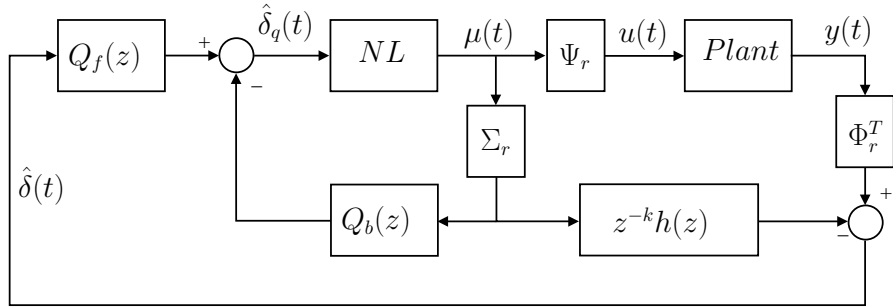 Q_f(z)
+
−
δ̂_q(t)
NL
μ(t)
Ψ_r
u(t)
Plant
y(t)
Σ_r
Φ_r^T
δ̂(t)
Q_b(z)
z^{-k}h(z)
+
−